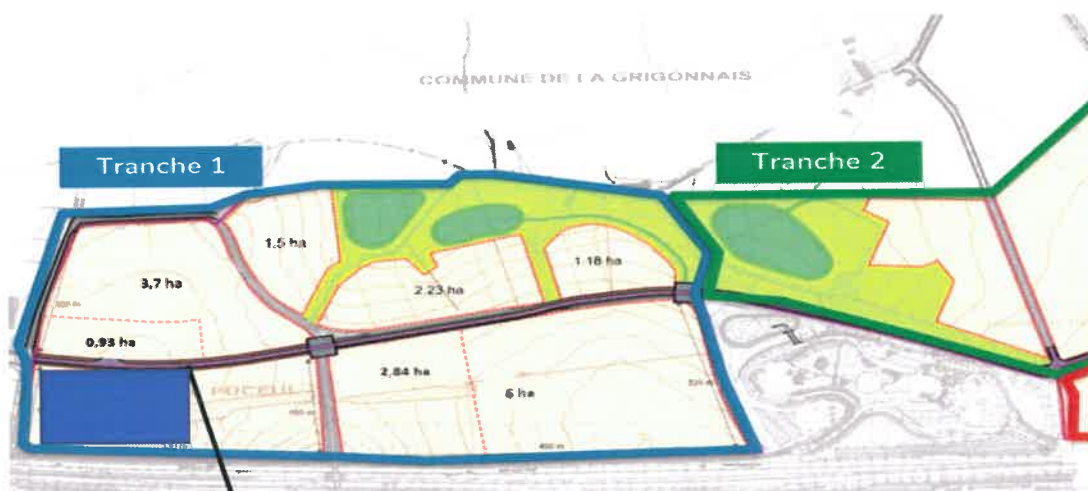 COMMUNE DE LA GRIGONNAIS
Tranche 1
Tranche 2
1,5 ha
1.18 ha
3,7 ha
2.23 ha
0,93 ha
2,84 ha
6 ha